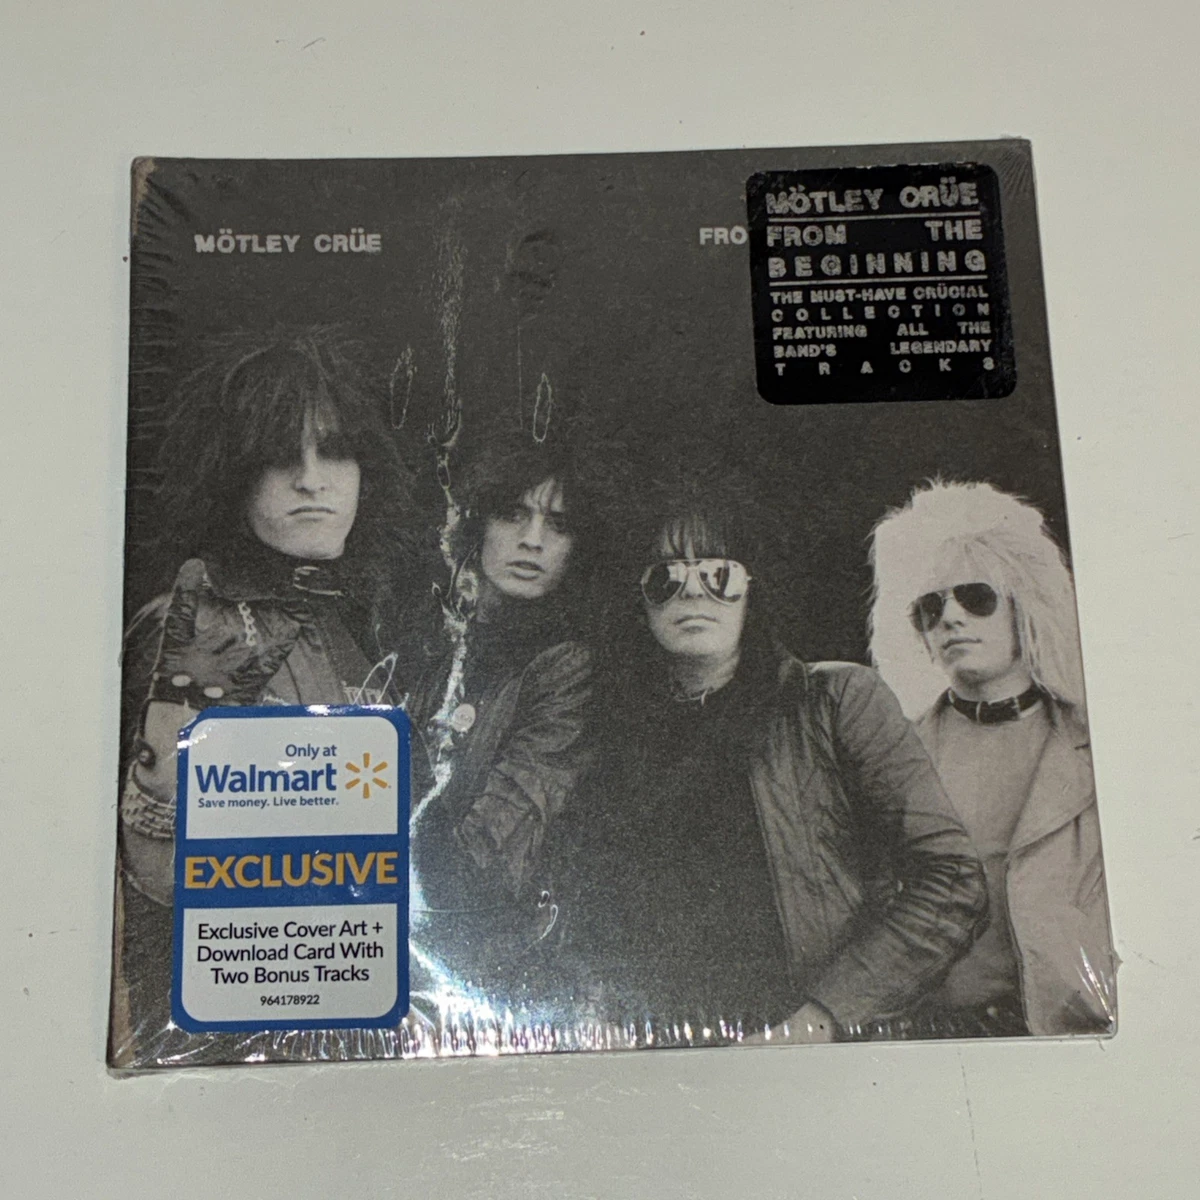 MÖTLEY CRÜE
FRO
MÖTLEY CRÜE
FROM THE
BEGINNING
THE MUST-HAVE CRÜCIAL
COLLECTION
FEATURING ALL THE
BAND'S LEGENDARY
TRACKS
Only at
Walmart
Save money. Live better.
EXCLUSIVE
Exclusive Cover Art +
Download Card With
Two Bonus Tracks
964178922